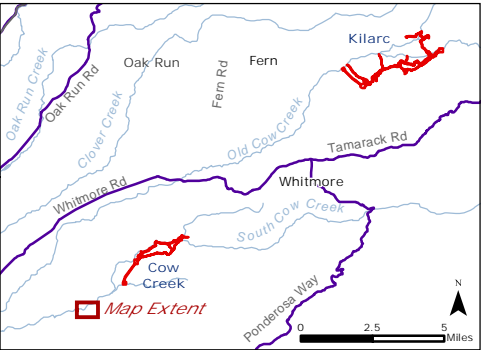 Kilarc
Oak Run
Fern
Oak Run Creek
Oak Run Rd
Fern Rd
Clover Creek
Old Cow Creek
Tamarack Rd
Whitmore Rd
Whitmore
South Cow Creek
Cow
Creek
Map Extent
Ponderosa Way
N
0 2.5 5
Miles